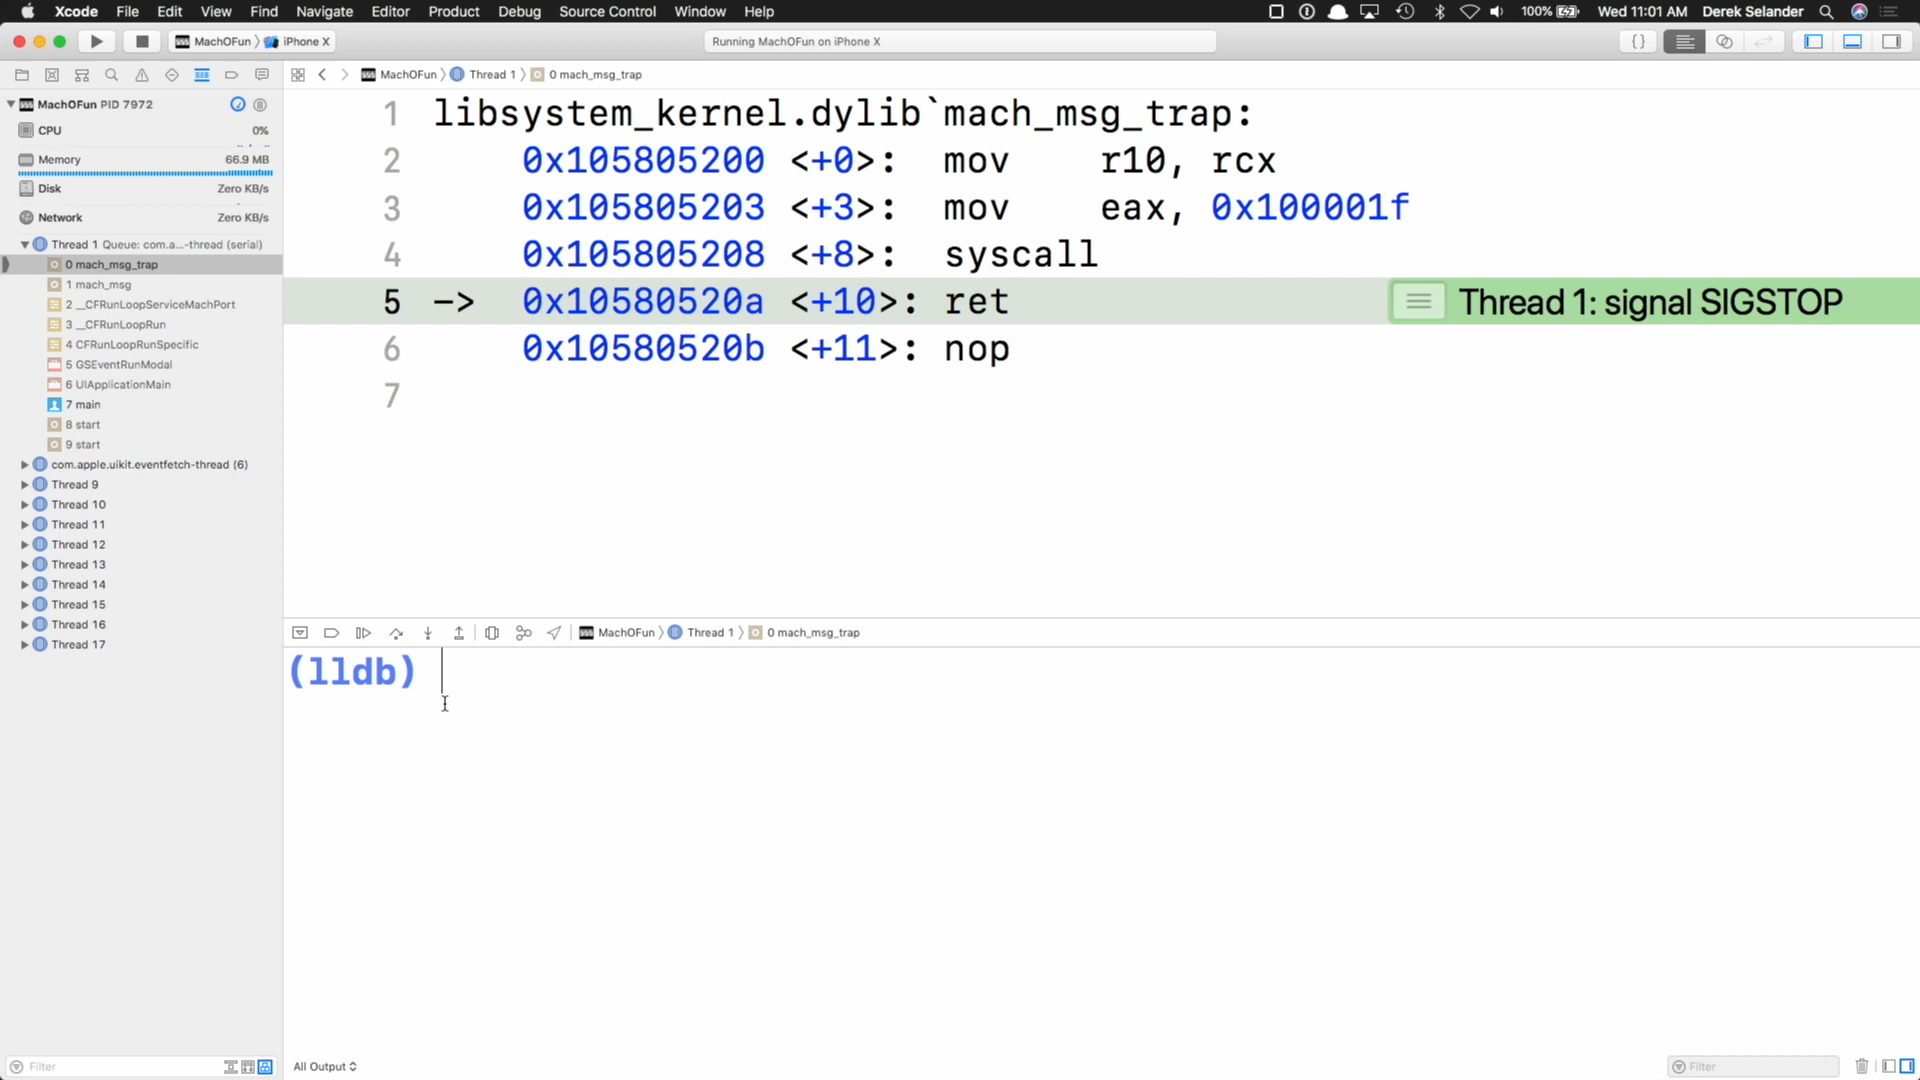 Xcode File Edit View Find Navigate Editor Product Debug Source Control Window Help 100% Wed 11:01 AM Derek Selander
MachOFun 〉 iPhone X
Running MachOFun on iPhone X
{}
MachOFun 〉 Thread 1 〉 0 mach_msg_trap
MachOFun PID 7972
CPU 0%
Memory 66.9 MB
Disk Zero KB/s
Network Zero KB/s
Thread 1 Queue: com.a...-thread (serial)
0 mach_msg_trap
1 mach_msg
2 __CFRunLoopServiceMachPort
3 __CFRunLoopRun
4 CFRunLoopRunSpecific
5 GSEventRunModal
6 UIApplicationMain
7 main
8 start
9 start
com.apple.uikit.eventfetch-thread (6)
Thread 9
Thread 10
Thread 11
Thread 12
Thread 13
Thread 14
Thread 15
Thread 16
Thread 17
Filter
1 libsystem_kernel.dylib`mach_msg_trap:
2 0x105805200 <+0>: mov r10, rcx
3 0x105805203 <+3>: mov eax, 0x100001f
4 0x105805208 <+8>: syscall
5 -> 0x10580520a <+10>: ret Thread 1: signal SIGSTOP
6 0x10580520b <+11>: nop
7
MachOFun 〉 Thread 1 〉 0 mach_msg_trap
(lldb)
All Output
Filter